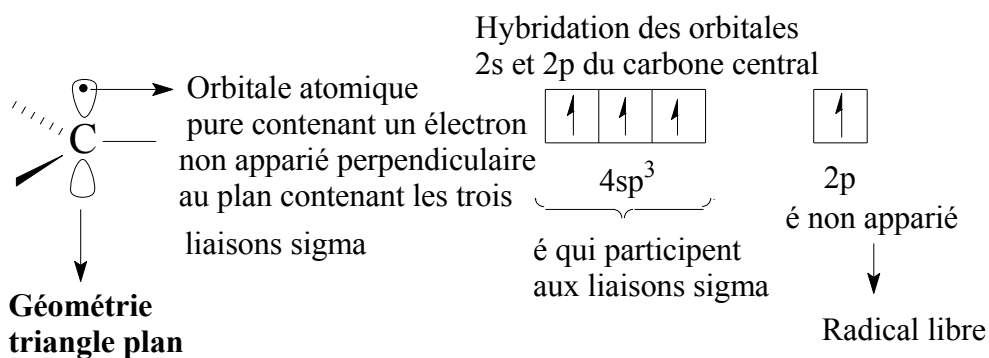 Hybridation des orbitales
2s et 2p du carbone central
Orbitale atomique
pure contenant un électron
non apparié perpendiculaire
au plan contenant les trois
liaisons sigma
C
4sp³
2p
é non apparié
é qui participent
aux liaisons sigma
Géométrie
triangle plan
Radical libre